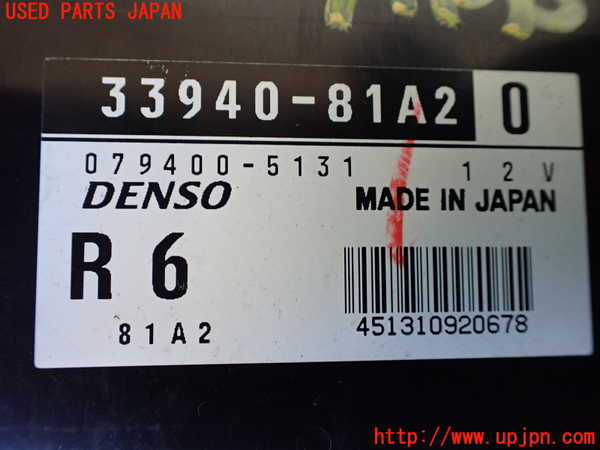 USED PARTS JAPAN
33940-81A2 0
079400-5131 12V
DENSO MADE IN JAPAN
R6
81A2
451310920678
http://www.upjpn.com/